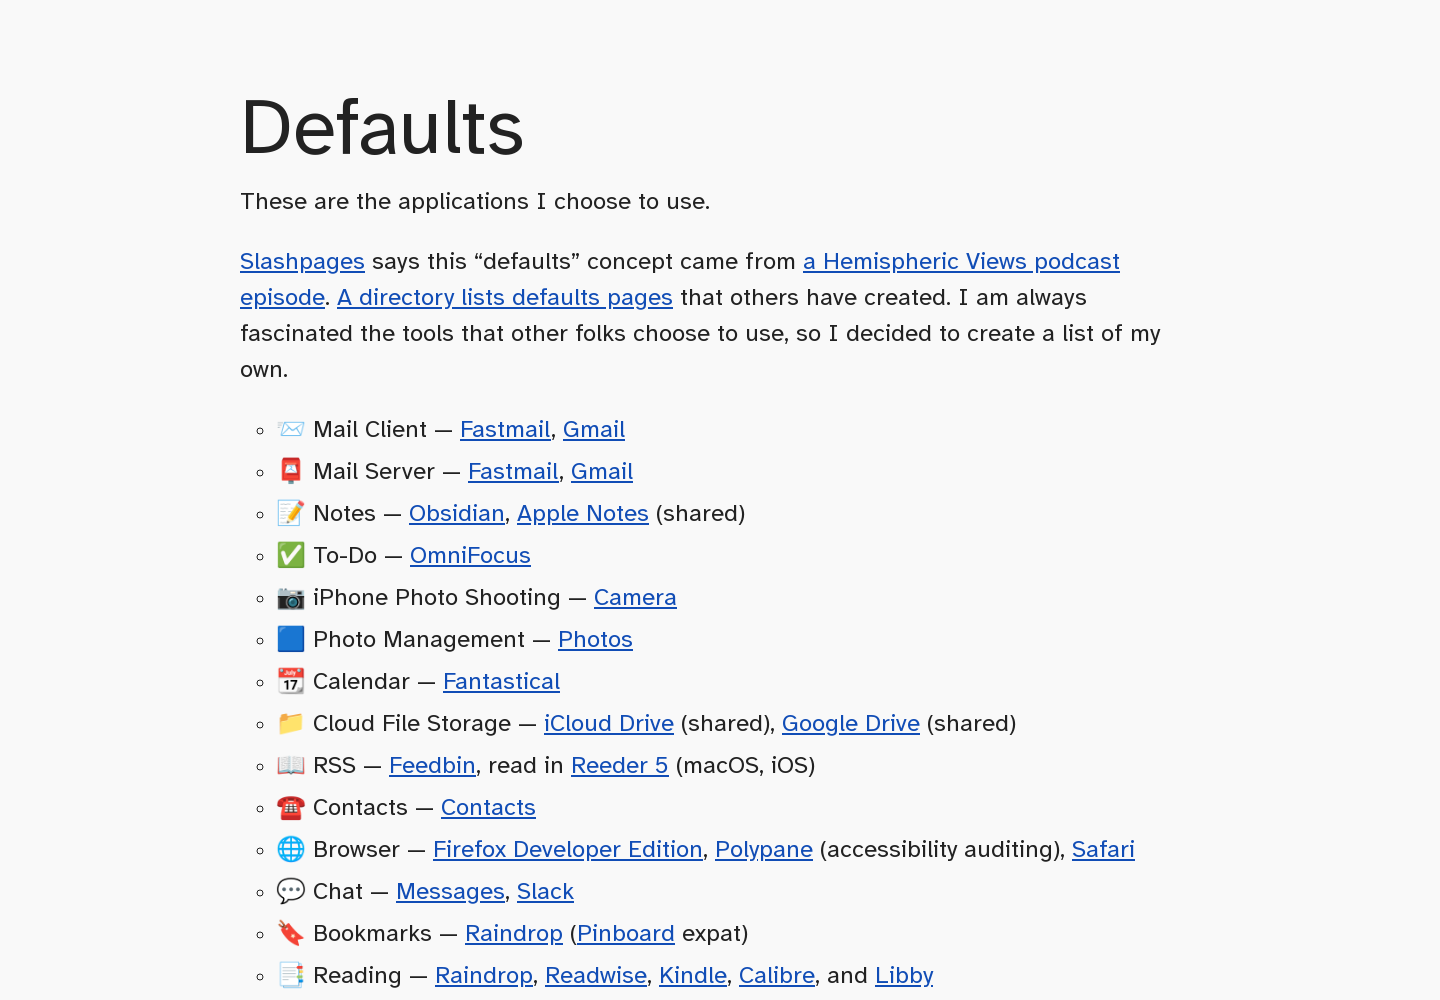 Defaults
These are the applications I choose to use.
Slashpages says this “defaults” concept came from a Hemispheric Views podcast
episode. A directory lists defaults pages that others have created. I am always
fascinated the tools that other folks choose to use, so I decided to create a list of my
own.
📨 Mail Client — Fastmail, Gmail
📮 Mail Server — Fastmail, Gmail
📝 Notes — Obsidian, Apple Notes (shared)
✅ To-Do — OmniFocus
📷 iPhone Photo Shooting — Camera
🟦 Photo Management — Photos
📆 Calendar — Fantastical
📁 Cloud File Storage — iCloud Drive (shared), Google Drive (shared)
📖 RSS — Feedbin, read in Reeder 5 (macOS, iOS)
☎️ Contacts — Contacts
🌐 Browser — Firefox Developer Edition, Polypane (accessibility auditing), Safari
💬 Chat — Messages, Slack
🔖 Bookmarks — Raindrop (Pinboard expat)
📑 Reading — Raindrop, Readwise, Kindle, Calibre, and Libby